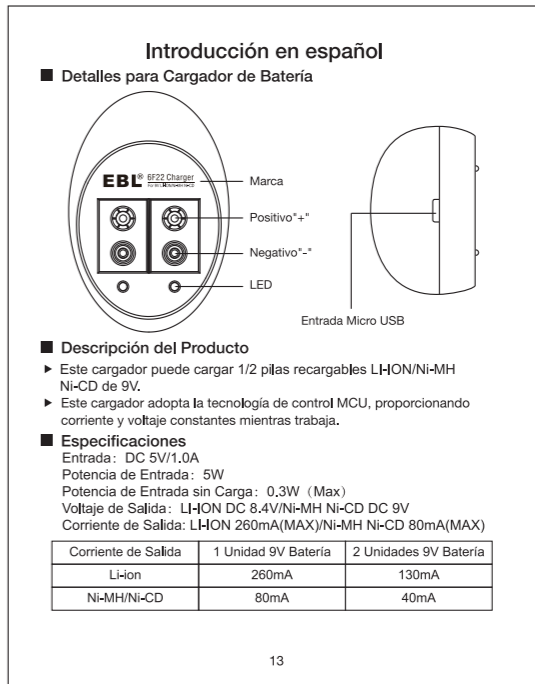 Introducción en español
■ Detalles para Cargador de Batería
EBL® 6F22 Charger
Marca
Positivo"+"
Negativo"-"
LED
Entrada Micro USB
■ Descripción del Producto
► Este cargador puede cargar 1/2 pilas recargables LI-ION/Ni-MH
Ni-CD de 9V.
► Este cargador adopta la tecnología de control MCU, proporcionando
corriente y voltaje constantes mientras trabaja.
■ Especificaciones
Entrada: DC 5V/1.0A
Potencia de Entrada: 5W
Potencia de Entrada sin Carga: 0.3W (Max)
Voltaje de Salida: LI-ION DC 8.4V/Ni-MH Ni-CD DC 9V
Corriente de Salida: LI-ION 260mA(MAX)/Ni-MH Ni-CD 80mA(MAX)
Corriente de Salida 1 Unidad 9V Batería 2 Unidades 9V Batería
Li-ion 260mA 130mA
Ni-MH/Ni-CD 80mA 40mA
13